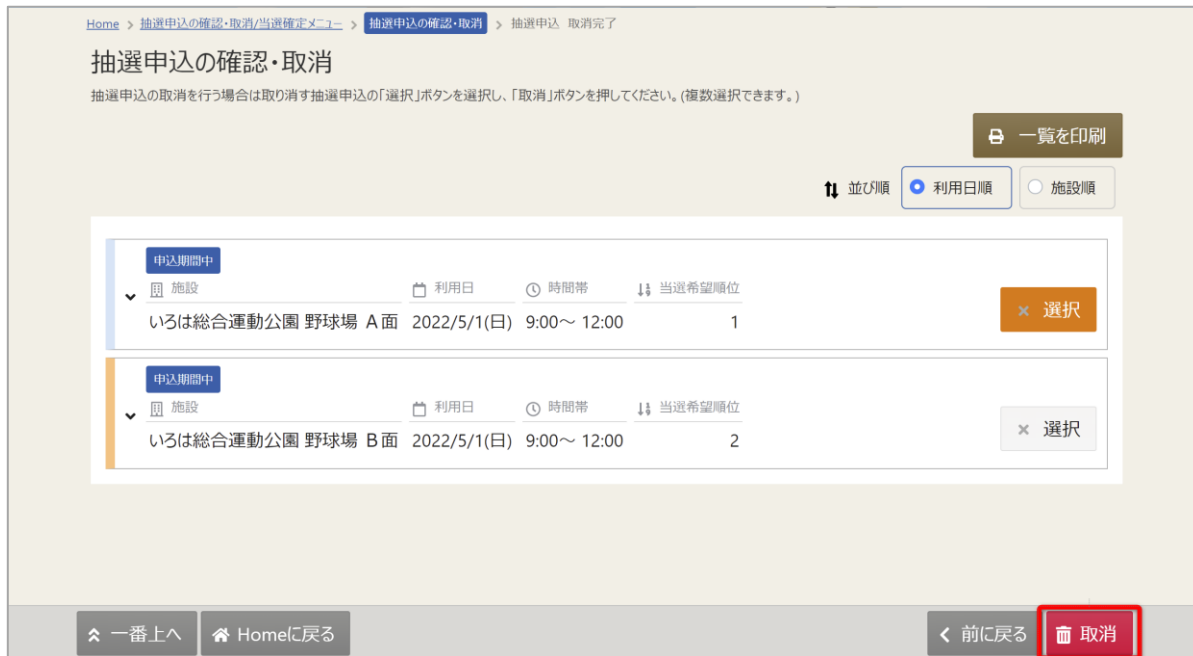 Home > 抽選申込の確認・取消/当選確定メニュー > 抽選申込の確認・取消 > 抽選申込 取消完了
抽選申込の確認・取消
抽選申込の取消を行う場合は取り消す抽選申込の「選択」ボタンを選択し、「取消」ボタンを押してください。(複数選択できます。)
一覧を印刷
並び順 利用日順 施設順
申込期間中
施設 利用日 時間帯 当選希望順位
いろは総合運動公園 野球場 A面 2022/5/1(日) 9:00～ 12:00 1
× 選択
申込期間中
施設 利用日 時間帯 当選希望順位
いろは総合運動公園 野球場 B面 2022/5/1(日) 9:00～ 12:00 2
× 選択
一番上へ Homeに戻る 前に戻る 取消